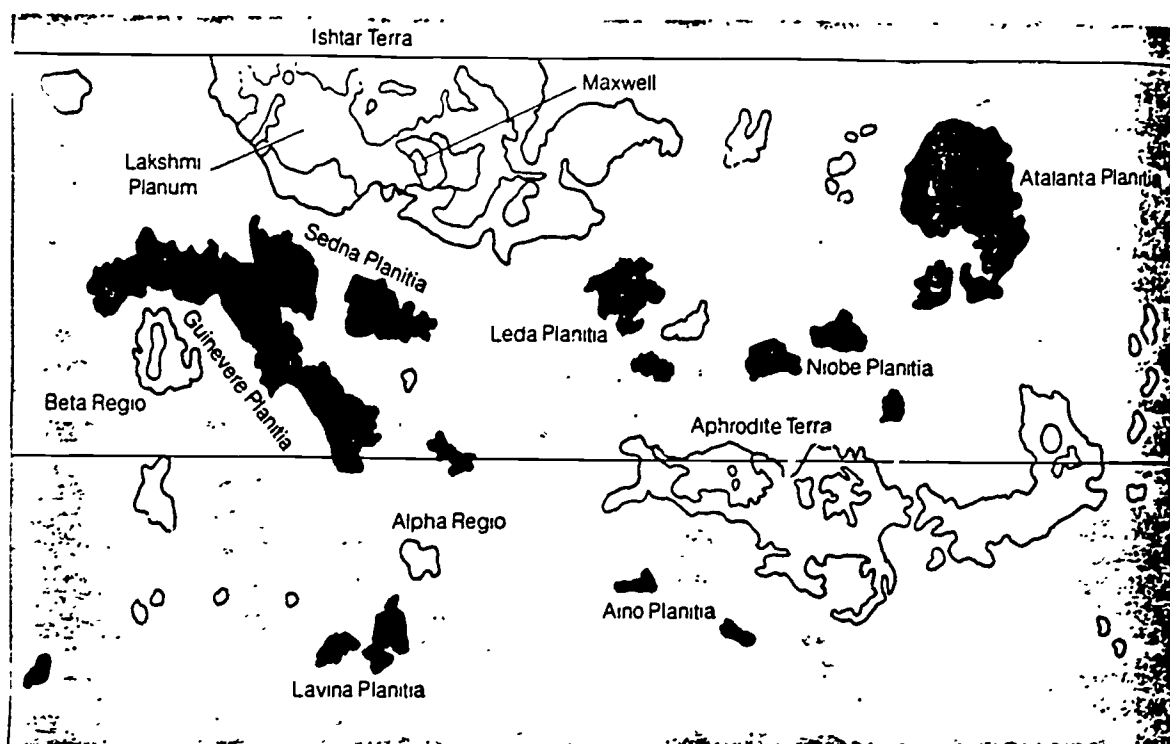 Ishtar Terra
Maxwell
Lakshmi
Planum
Atalanta Planitia
Sedna Planitia
Guinevere Planitia
Leda Planitia
Niobe Planitia
Beta Regio
Aphrodite Terra
Alpha Regio
Aino Planitia
Lavina Planitia